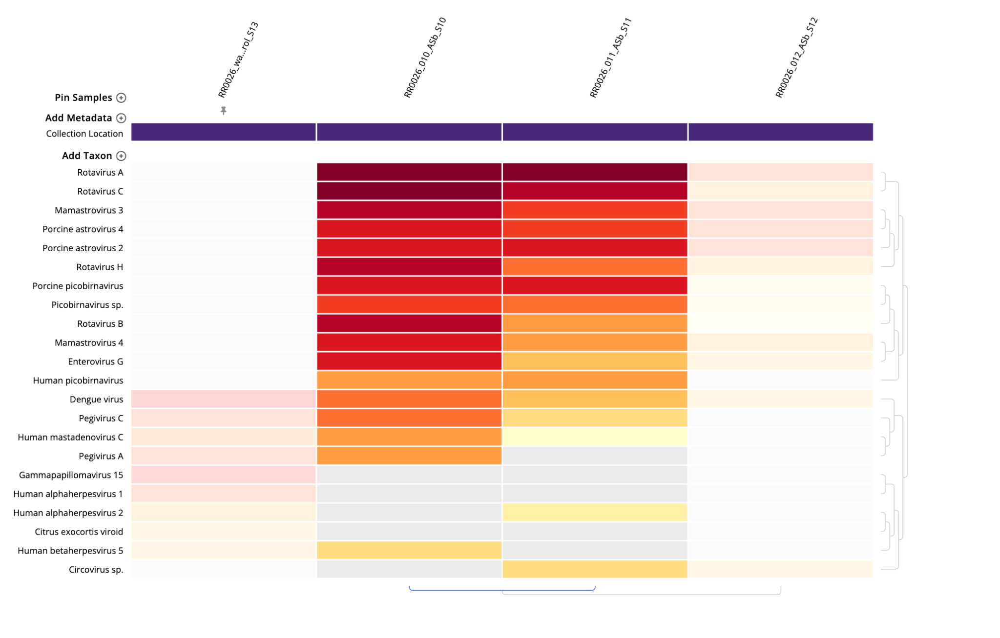 RR0026_wa...rol_S13
RR0026_010_ASb_S10
RR0026_011_ASb_S11
RR0026_012_ASb_S12
Pin Samples
Add Metadata
Collection Location
Add Taxon
Rotavirus A
Rotavirus C
Mamastrovirus 3
Porcine astrovirus 4
Porcine astrovirus 2
Rotavirus H
Porcine picobirnavirus
Picobirnavirus sp.
Rotavirus B
Mamastrovirus 4
Enterovirus G
Human picobirnavirus
Dengue virus
Pegivirus C
Human mastadenovirus C
Pegivirus A
Gammapapillomavirus 15
Human alphaherpesvirus 1
Human alphaherpesvirus 2
Citrus exocortis viroid
Human betaherpesvirus 5
Circovirus sp.